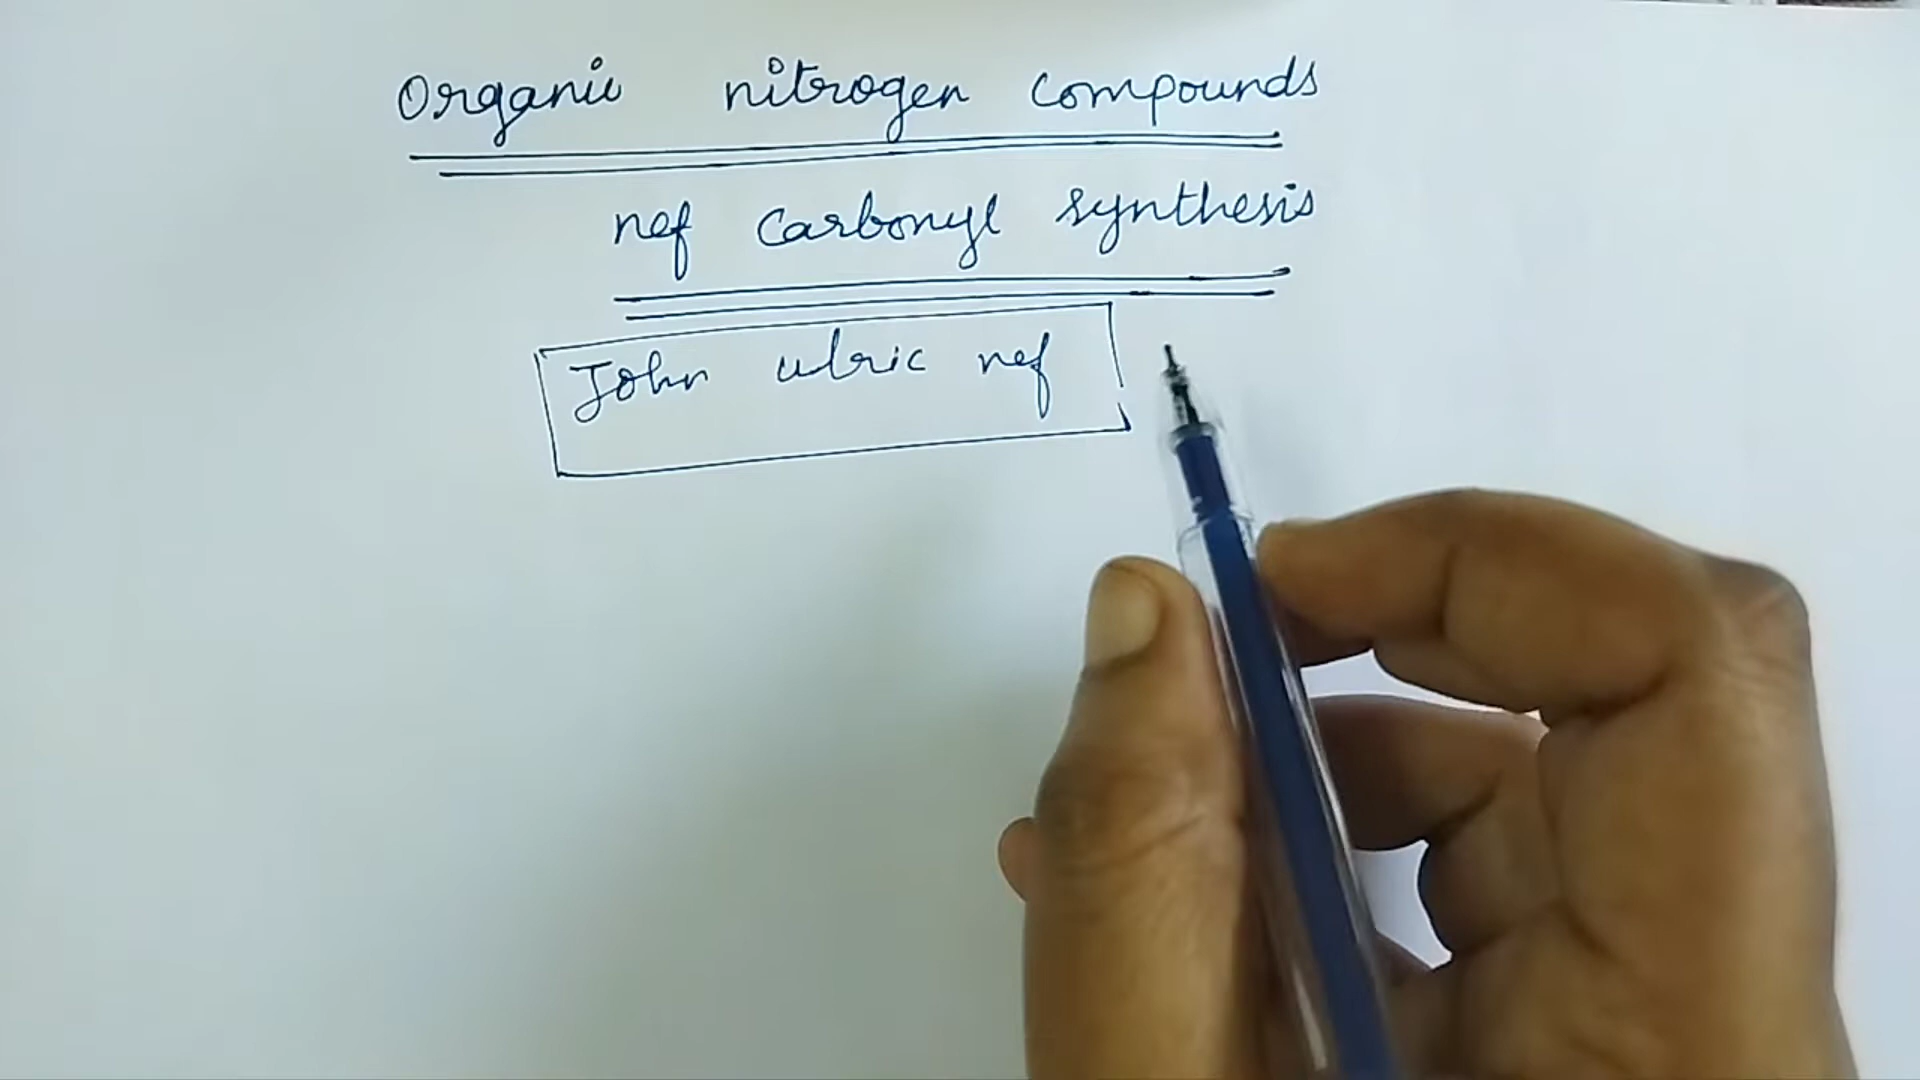 Organic nitrogen compounds
nef carbonyl synthesis
John ulric nef